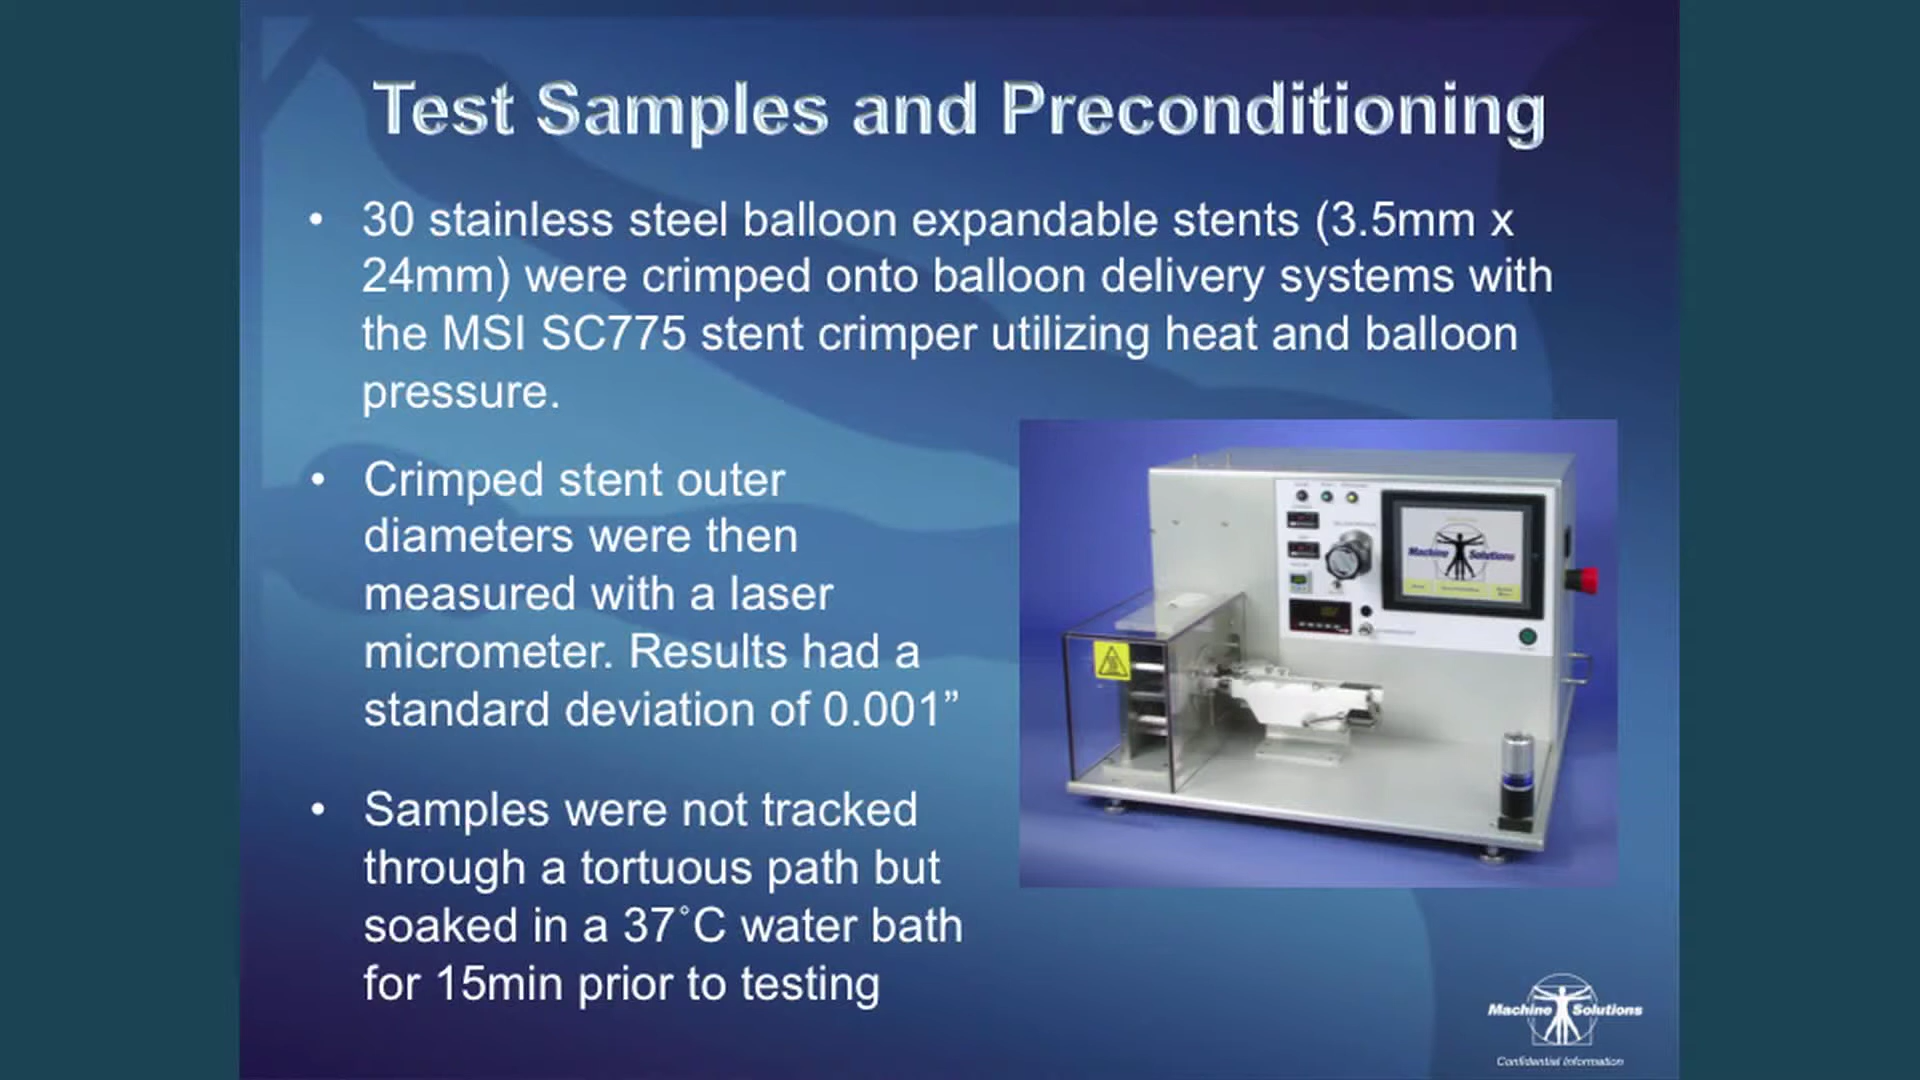 Test Samples and Preconditioning
• 30 stainless steel balloon expandable stents (3.5mm x
24mm) were crimped onto balloon delivery systems with
the MSI SC775 stent crimper utilizing heat and balloon
pressure.
• Crimped stent outer
diameters were then
measured with a laser
micrometer. Results had a
standard deviation of 0.001”
Machine Solutions
• Samples were not tracked
through a tortuous path but
soaked in a 37˚C water bath
for 15min prior to testing
Machine Solutions
Confidential Information